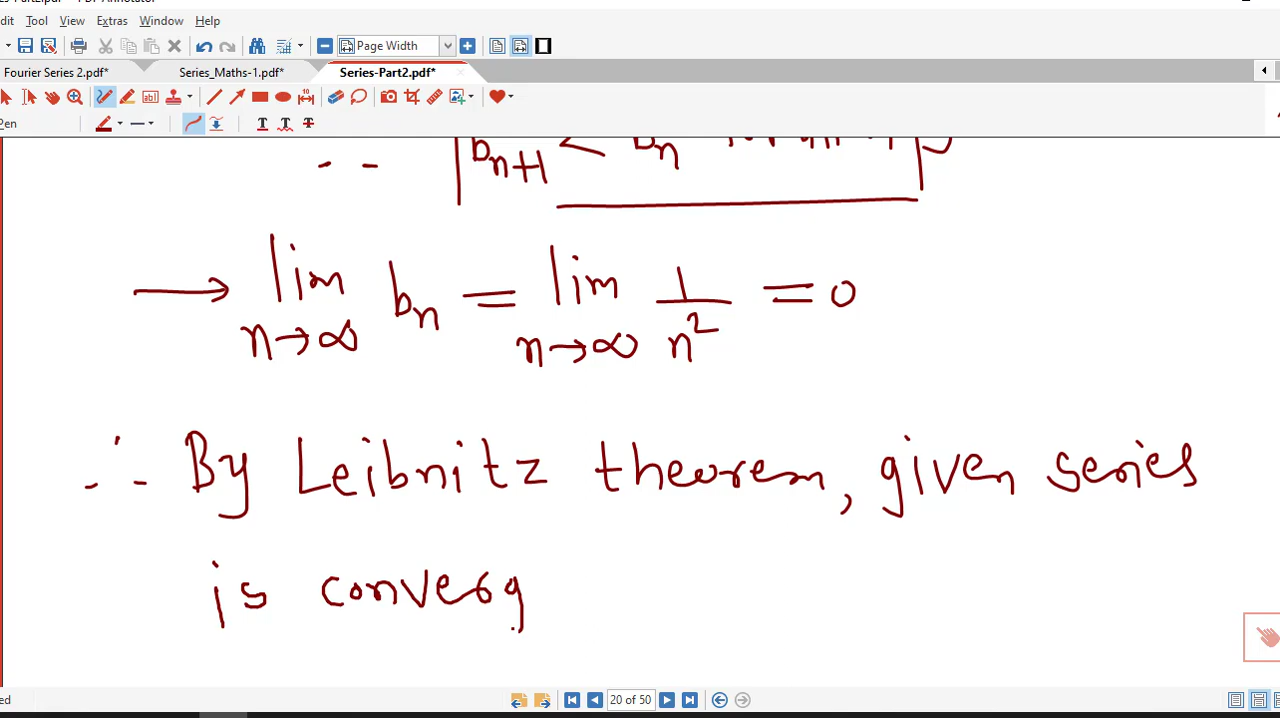 dit Tool View Extras Window Help
Page Width
Fourier Series 2.pdf* Series_Maths-1.pdf* Series-Part2.pdf*
Pen
∴ b_{n+1} < b_n
→ lim_{n→∞} b_n = lim_{n→∞} 1/n² = 0
∴ By Leibnitz theorem, given series
is converg
20 of 50